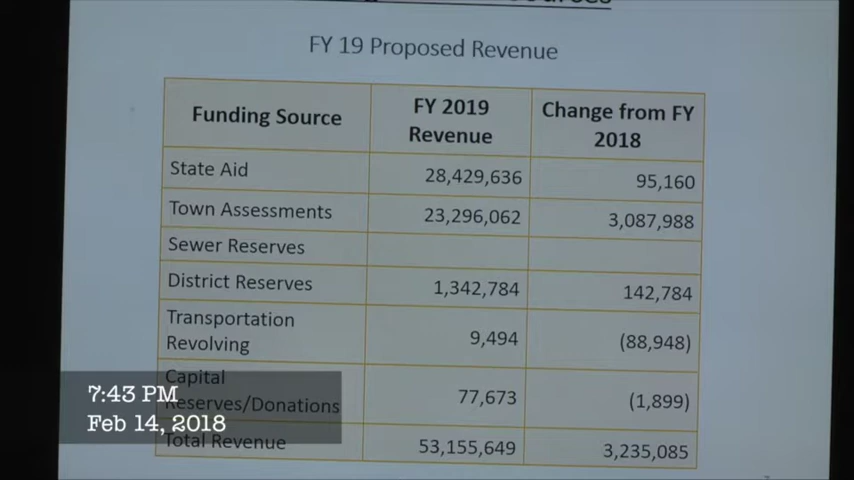 FY 19 Proposed Revenue
Funding Source
FY 2019
Revenue
Change from FY
2018
State Aid
28,429,636
95,160
Town Assessments
23,296,062
3,087,988
Sewer Reserves
District Reserves
1,342,784
142,784
Transportation
Revolving
9,494
(88,948)
Capital
Reserves/Donations
77,673
(1,899)
Total Revenue
53,155,649
3,235,085
7:43 PM
Feb 14, 2018